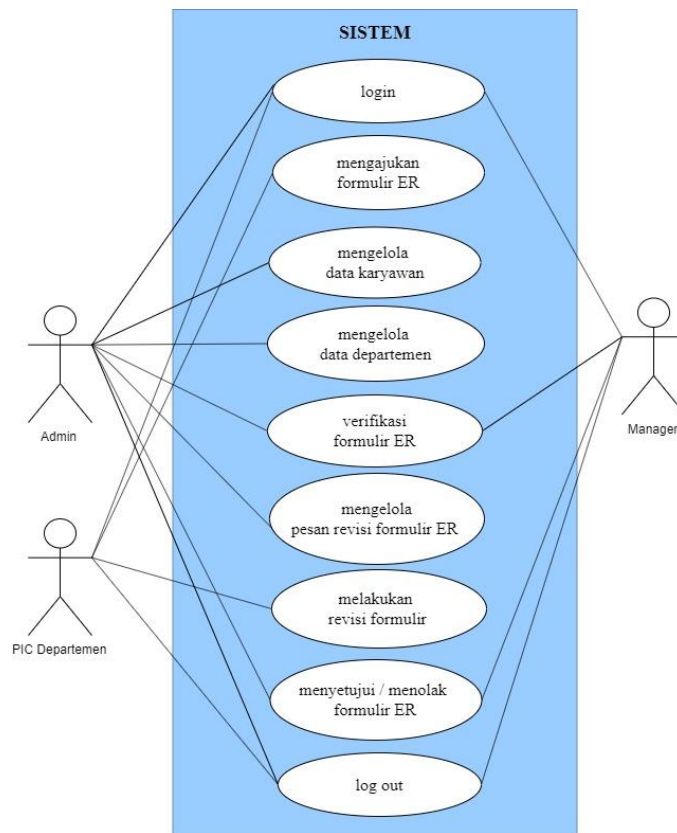 SISTEM
login
mengajukan
formulir ER
mengelola
data karyawan
mengelola
data departemen
Admin
verifikasi
formulir ER
Manager
mengelola
pesan revisi formulir ER
melakukan
revisi formulir
PIC Departemen
menyetujui / menolak
formulir ER
log out